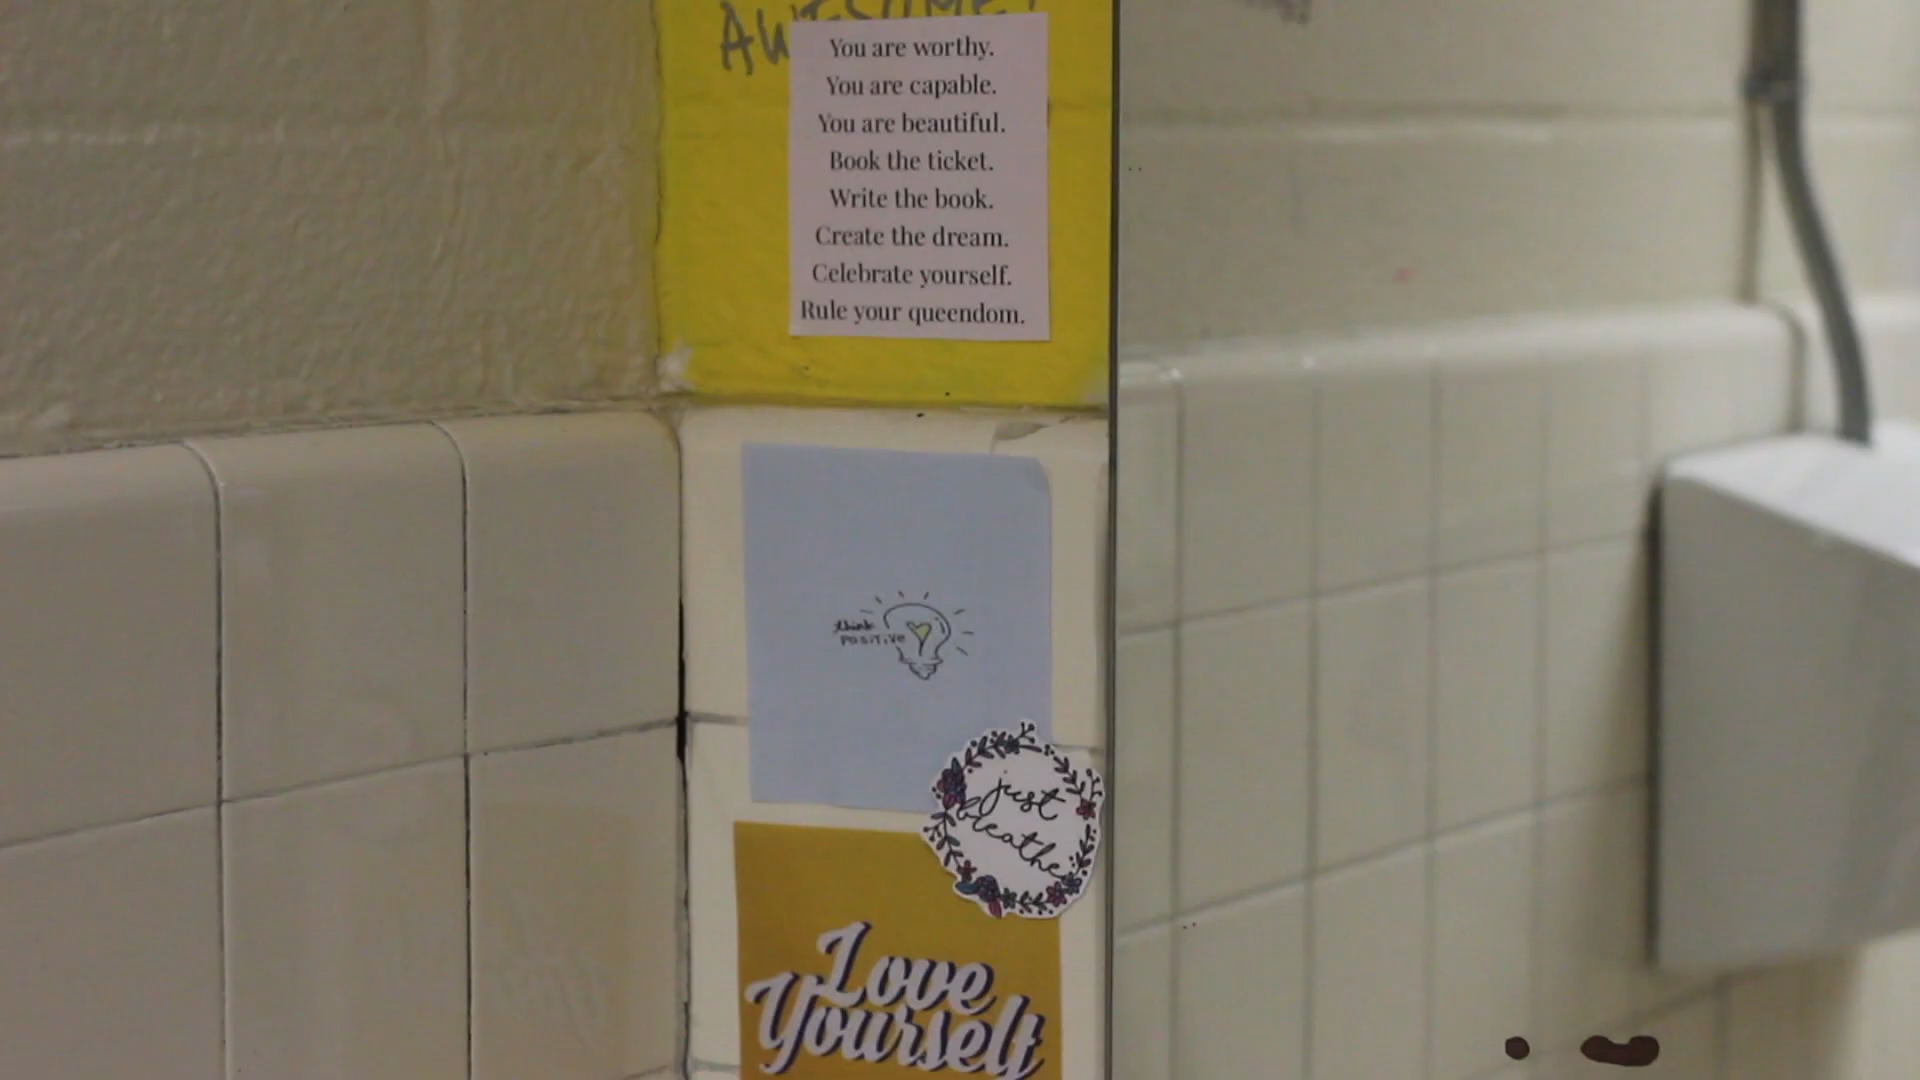 AWESOME!
You are worthy.
You are capable.
You are beautiful.
Book the ticket.
Write the book.
Create the dream.
Celebrate yourself.
Rule your queendom.
think
POSITIVE
just
breathe
Love
Yourself